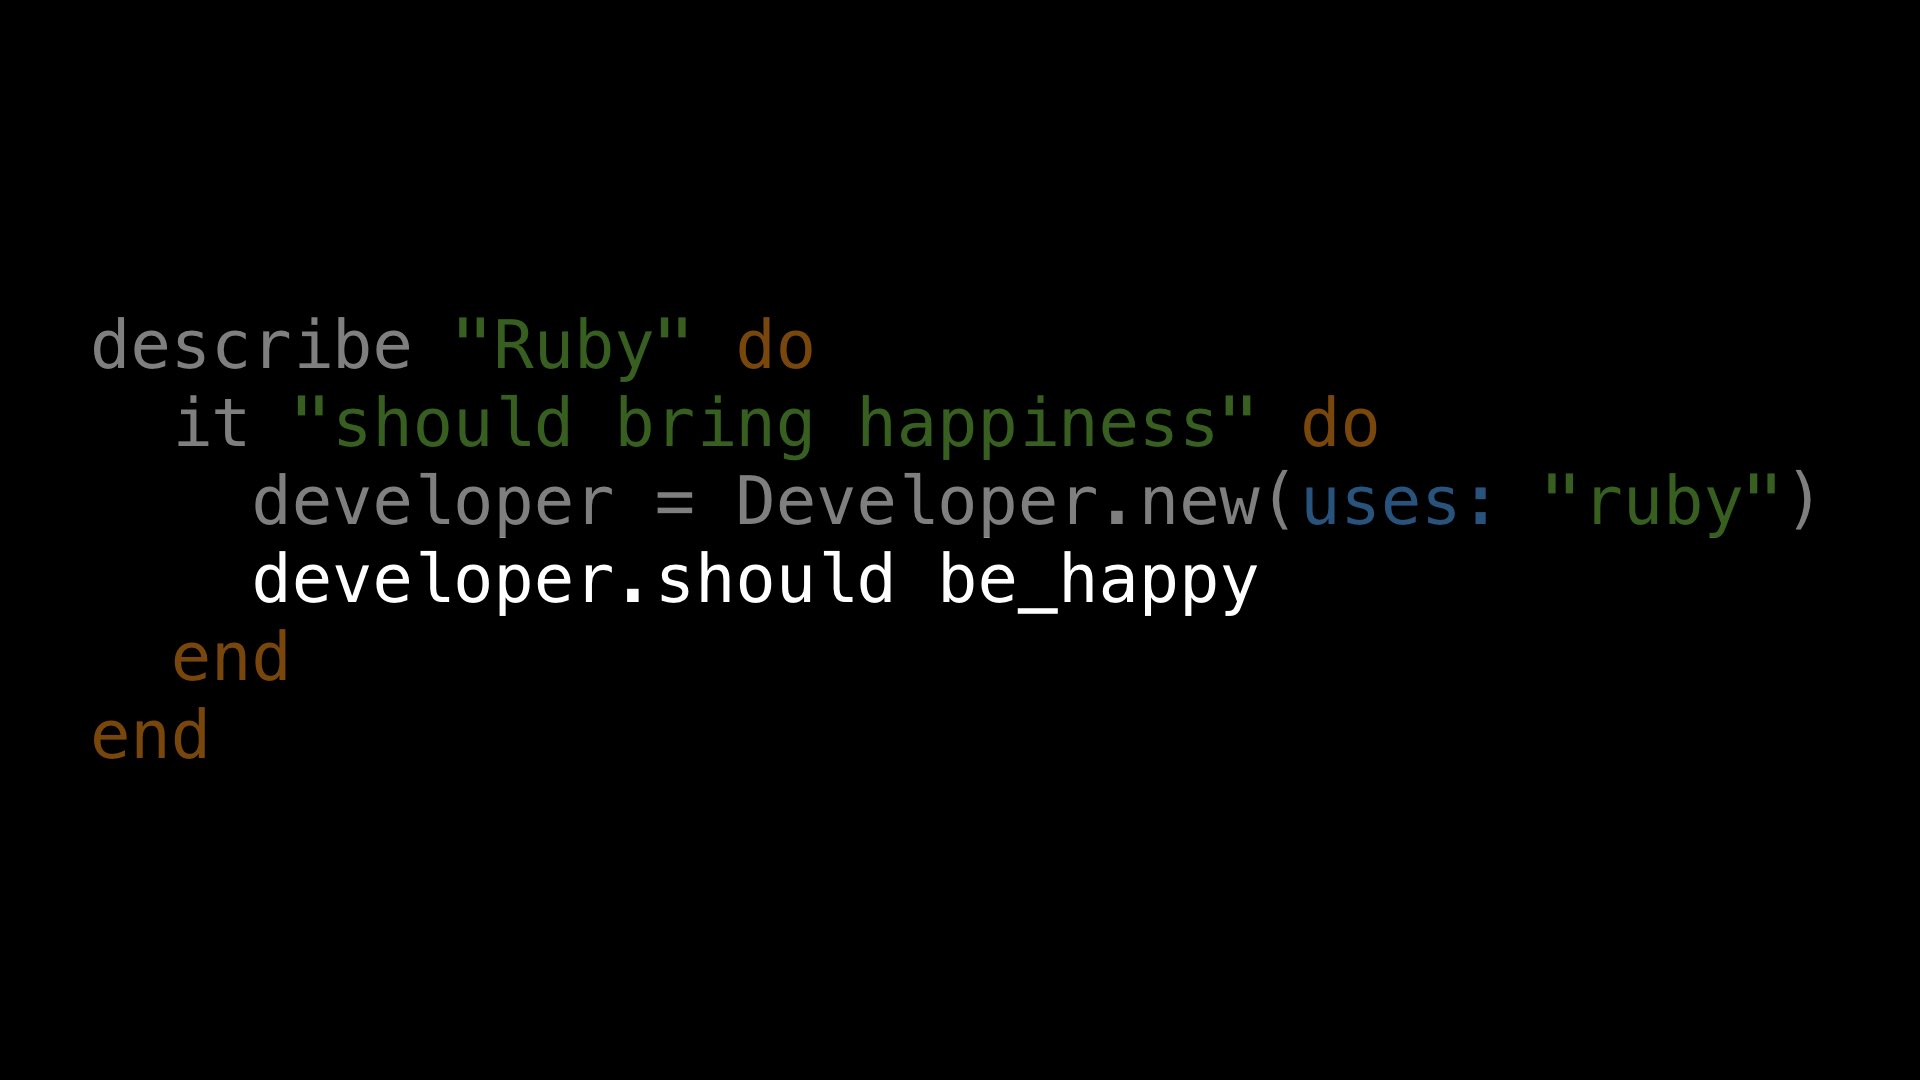 describe "Ruby" do
  it "should bring happiness" do
    developer = Developer.new(uses: "ruby")
    developer.should be_happy
  end
end